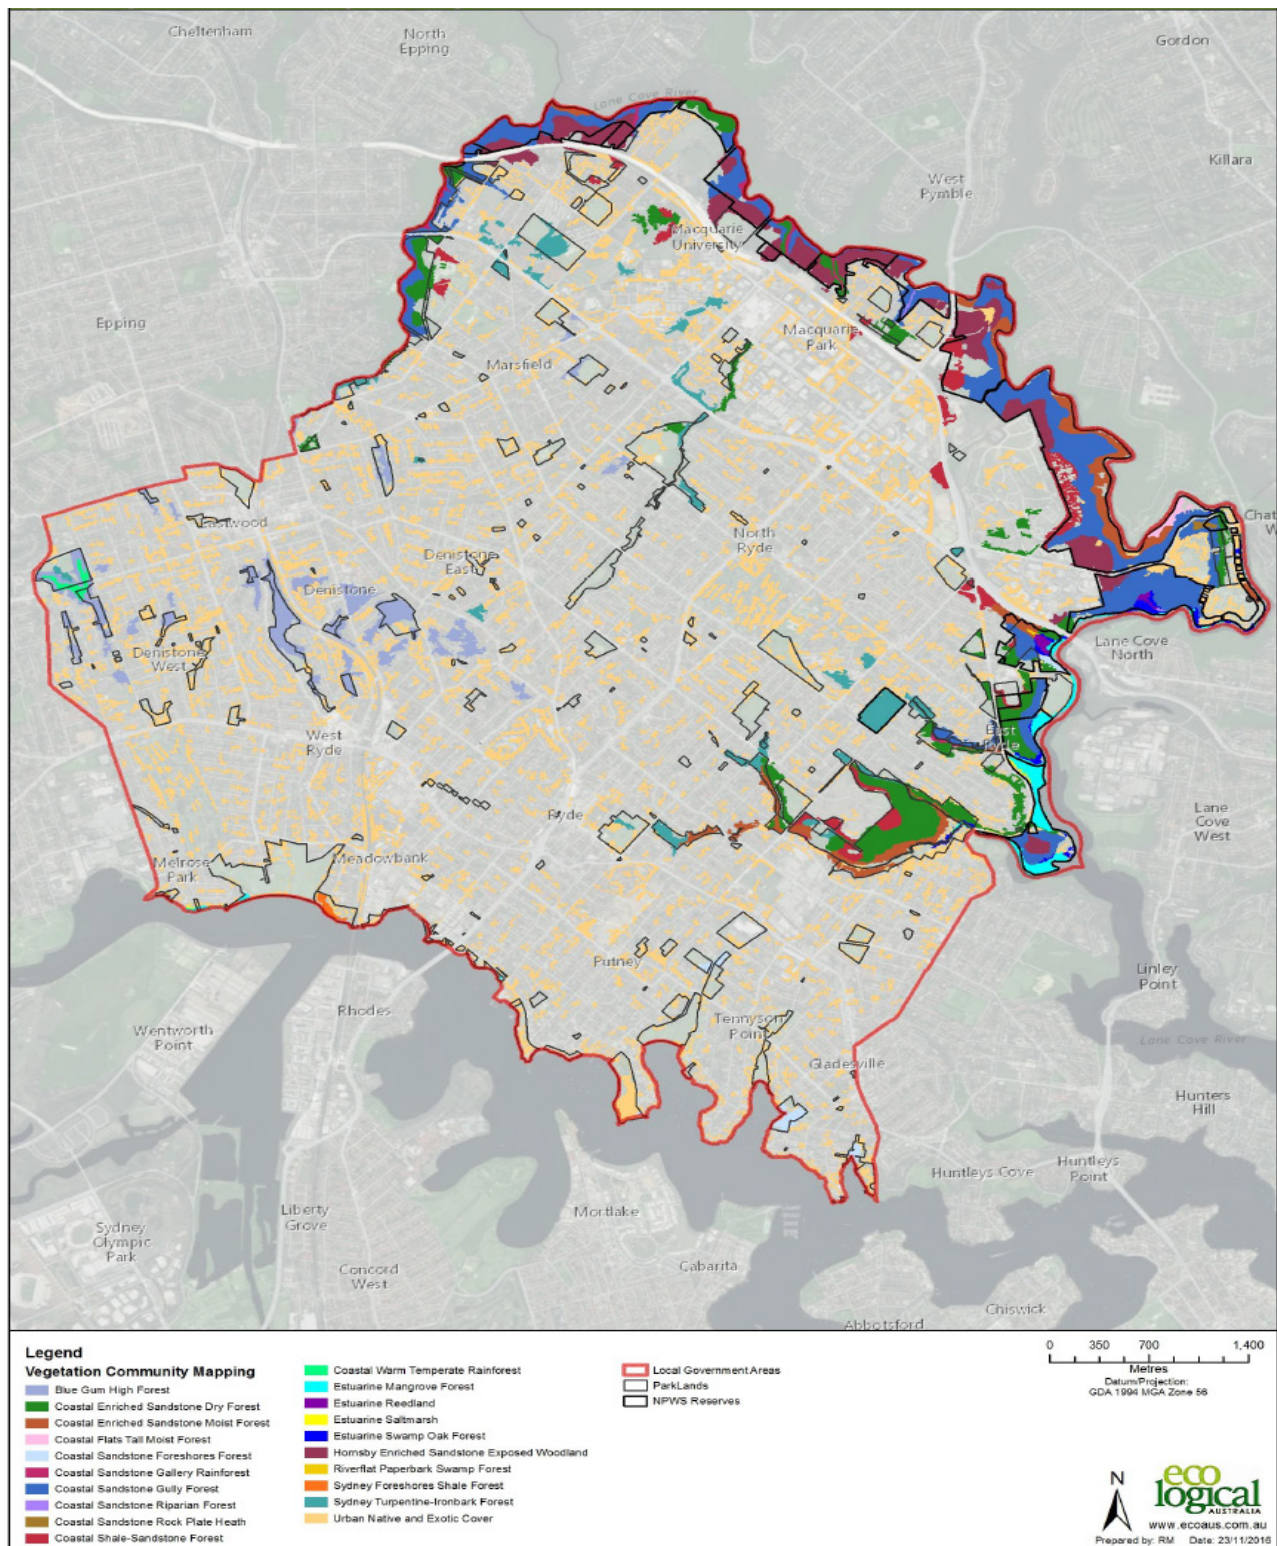 Cheltenham
North
Epping
Gordon
Lane Cove River
Killara
West
Pymble
Macquarie
University
Epping
Macquarie
Park
Marsfield
Eastwood
North
Ryde
Denistone
East
Denistone
Denistone
West
Lane Cove
North
West
Ryde
East
Ryde
Ryde
Lane
Cove
West
Melrose
Park
Meadowbank
Putney
Linley
Point
Rhodes
Wentworth
Point
Tennyson
Point
Lane Cove River
Gladesville
Hunters
Hill
Huntleys Cove
Huntleys
Point
Liberty
Grove
Mortlake
Sydney
Olympic
Park
Concord
West
Cabarita
Chiswick
Abbotsford
Legend
Vegetation Community Mapping
Blue Gum High Forest
Coastal Enriched Sandstone Dry Forest
Coastal Enriched Sandstone Moist Forest
Coastal Flats Tall Moist Forest
Coastal Sandstone Foreshores Forest
Coastal Sandstone Gallery Rainforest
Coastal Sandstone Gully Forest
Coastal Sandstone Riparian Forest
Coastal Sandstone Rock Plate Heath
Coastal Shale-Sandstone Forest
Coastal Warm Temperate Rainforest
Estuarine Mangrove Forest
Estuarine Reedland
Estuarine Saltmarsh
Estuarine Swamp Oak Forest
Hornsby Enriched Sandstone Exposed Woodland
Riverflat Paperbark Swamp Forest
Sydney Foreshores Shale Forest
Sydney Turpentine-Ironbark Forest
Urban Native and Exotic Cover
Local Government Areas
ParkLands
NPWS Reserves
0 350 700 1,400
Metres
Datum/Projection:
GDA 1994 MGA Zone 56
N
eco
logical
AUSTRALIA
www.ecoaus.com.au
Prepared by: RM Date: 23/11/2016